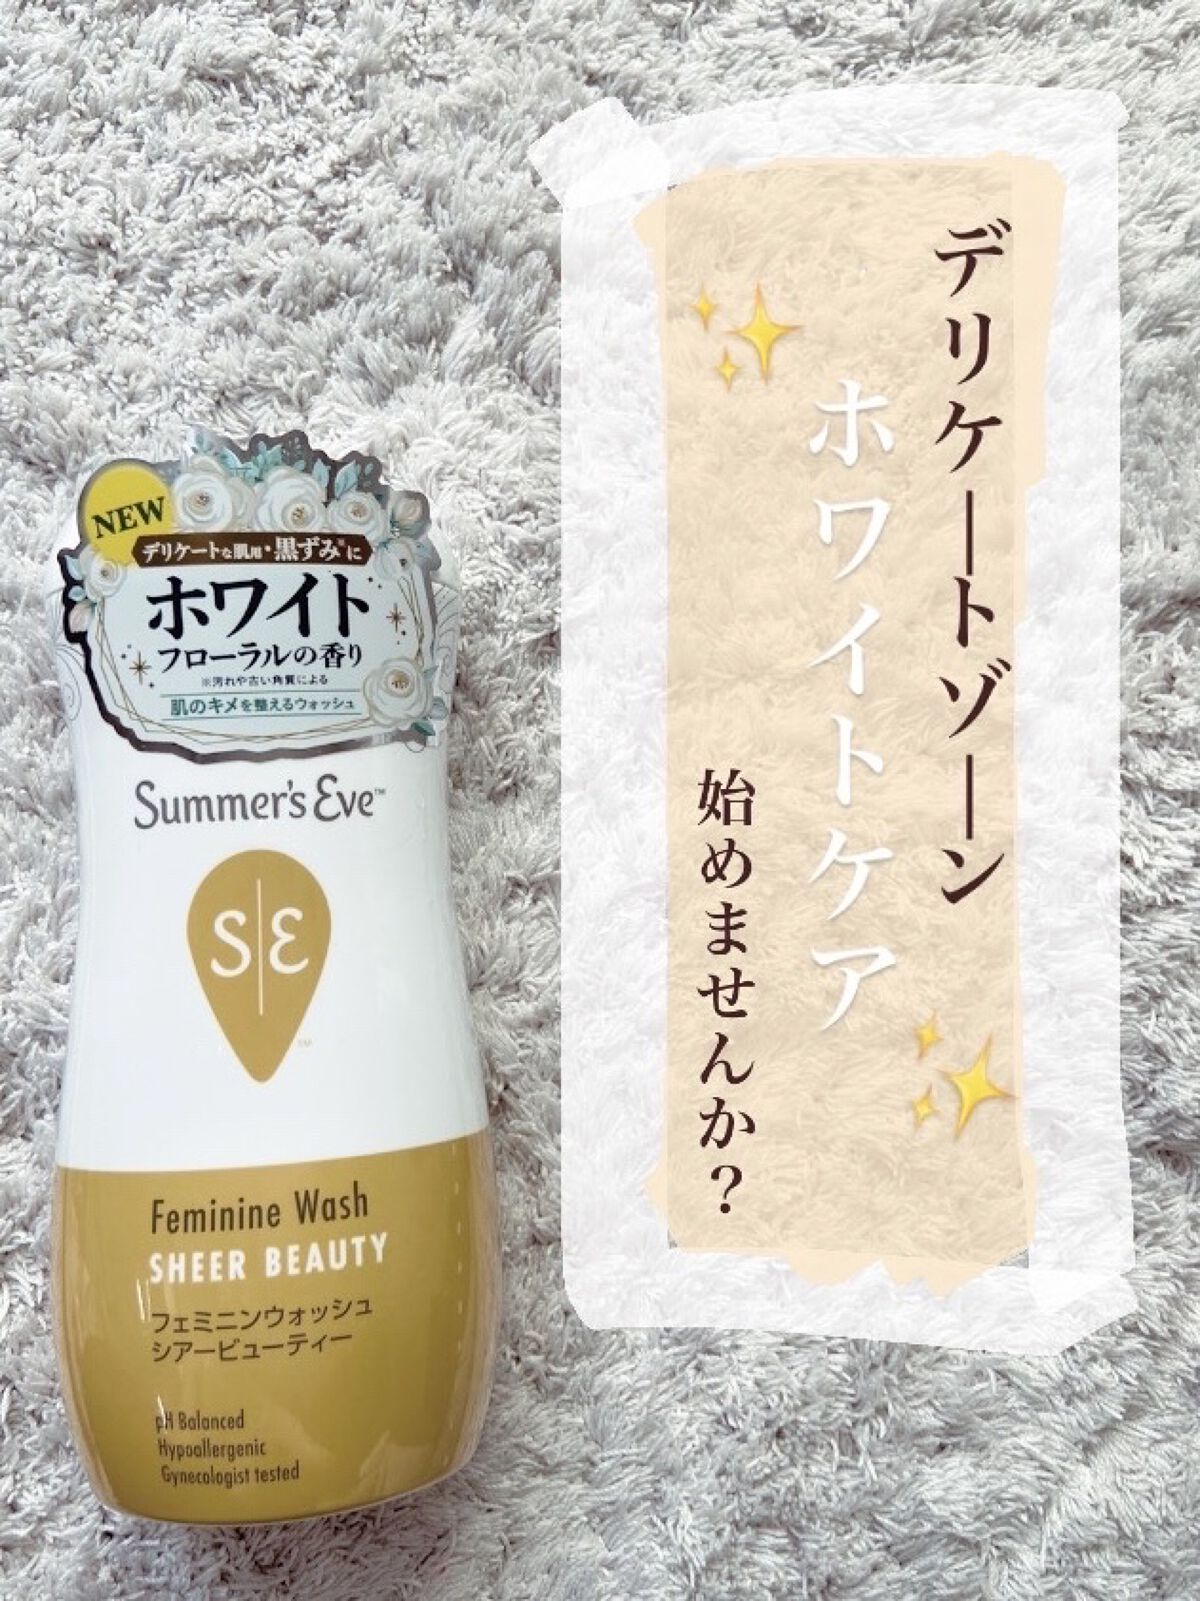 デリケートゾーン
ホワイトケア
始めませんか?
NEW
デリケートな肌用・黒ずみ※に
ホワイト
フローラルの香り
※汚れや古い角質による
肌のキメを整えるウォッシュ
Summer's Eve™
S|E
TM
Feminine Wash
SHEER BEAUTY
フェミニンウォッシュ
シアービューティー
pH Balanced
Hypoallergenic
Gynecologist tested